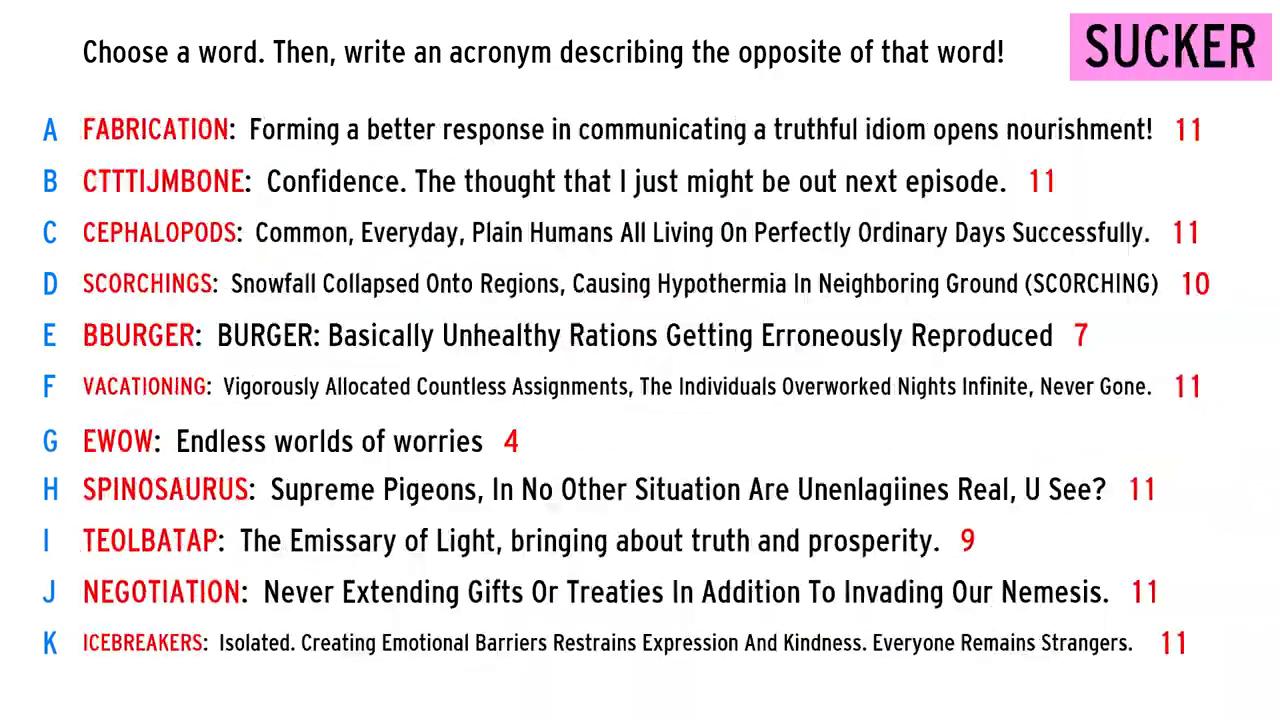 Choose a word. Then, write an acronym describing the opposite of that word!
SUCKER
A FABRICATION: Forming a better response in communicating a truthful idiom opens nourishment! 11
B CTTTIJMBONE: Confidence. The thought that I just might be out next episode. 11
C CEPHALOPODS: Common, Everyday, Plain Humans All Living On Perfectly Ordinary Days Successfully. 11
D SCORCHINGS: Snowfall Collapsed Onto Regions, Causing Hypothermia In Neighboring Ground (SCORCHING) 10
E BBURGER: BURGER: Basically Unhealthy Rations Getting Erroneously Reproduced 7
F VACATIONING: Vigorously Allocated Countless Assignments, The Individuals Overworked Nights Infinite, Never Gone. 11
G EWOW: Endless worlds of worries 4
H SPINOSAURUS: Supreme Pigeons, In No Other Situation Are Unenlagiines Real, U See? 11
I TEOLBATAP: The Emissary of Light, bringing about truth and prosperity. 9
J NEGOTIATION: Never Extending Gifts Or Treaties In Addition To Invading Our Nemesis. 11
K ICEBREAKERS: Isolated. Creating Emotional Barriers Restrains Expression And Kindness. Everyone Remains Strangers. 11